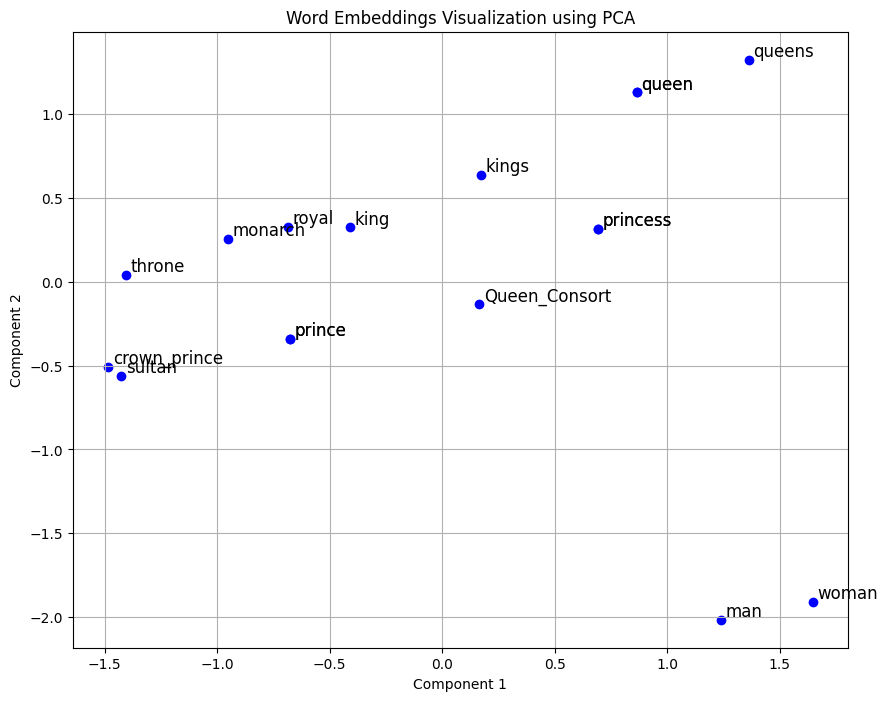 Word Embeddings Visualization using PCA
queens
queen
kings
royal
king
princess
monarch
throne
Queen_Consort
prince
crown_prince
sultan
woman
man
1.0
0.5
0.0
−0.5
−1.0
−1.5
−2.0
Component 2
−1.5 −1.0 −0.5 0.0 0.5 1.0 1.5
Component 1